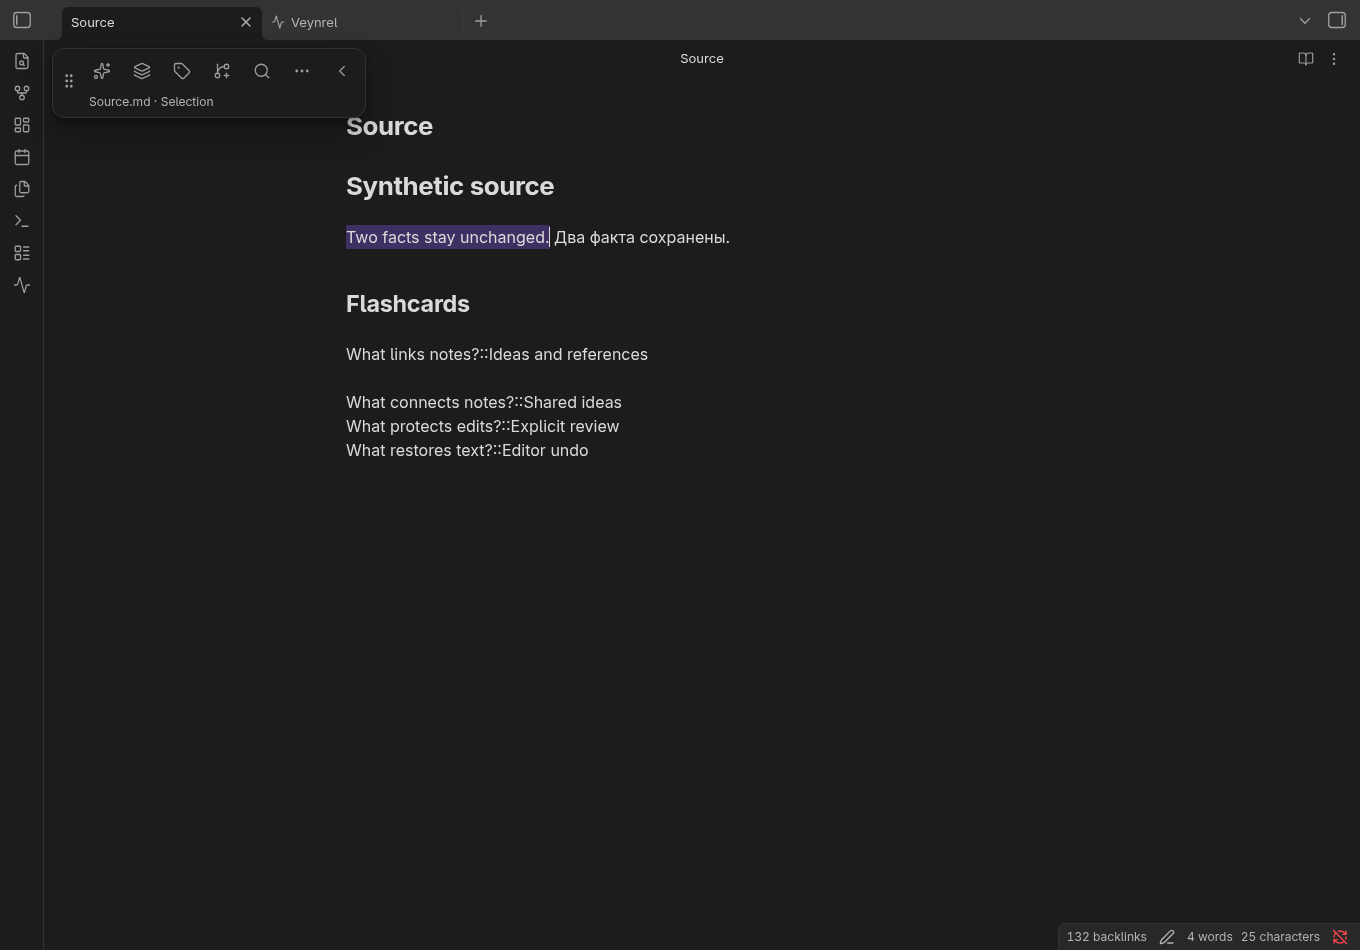 Source
Veynrel
Source
Source.md · Selection
Source
Synthetic source
Two facts stay unchanged. Два факта сохранены.
Flashcards
What links notes?::Ideas and references
What connects notes?::Shared ideas
What protects edits?::Explicit review
What restores text?::Editor undo
132 backlinks 4 words 25 characters